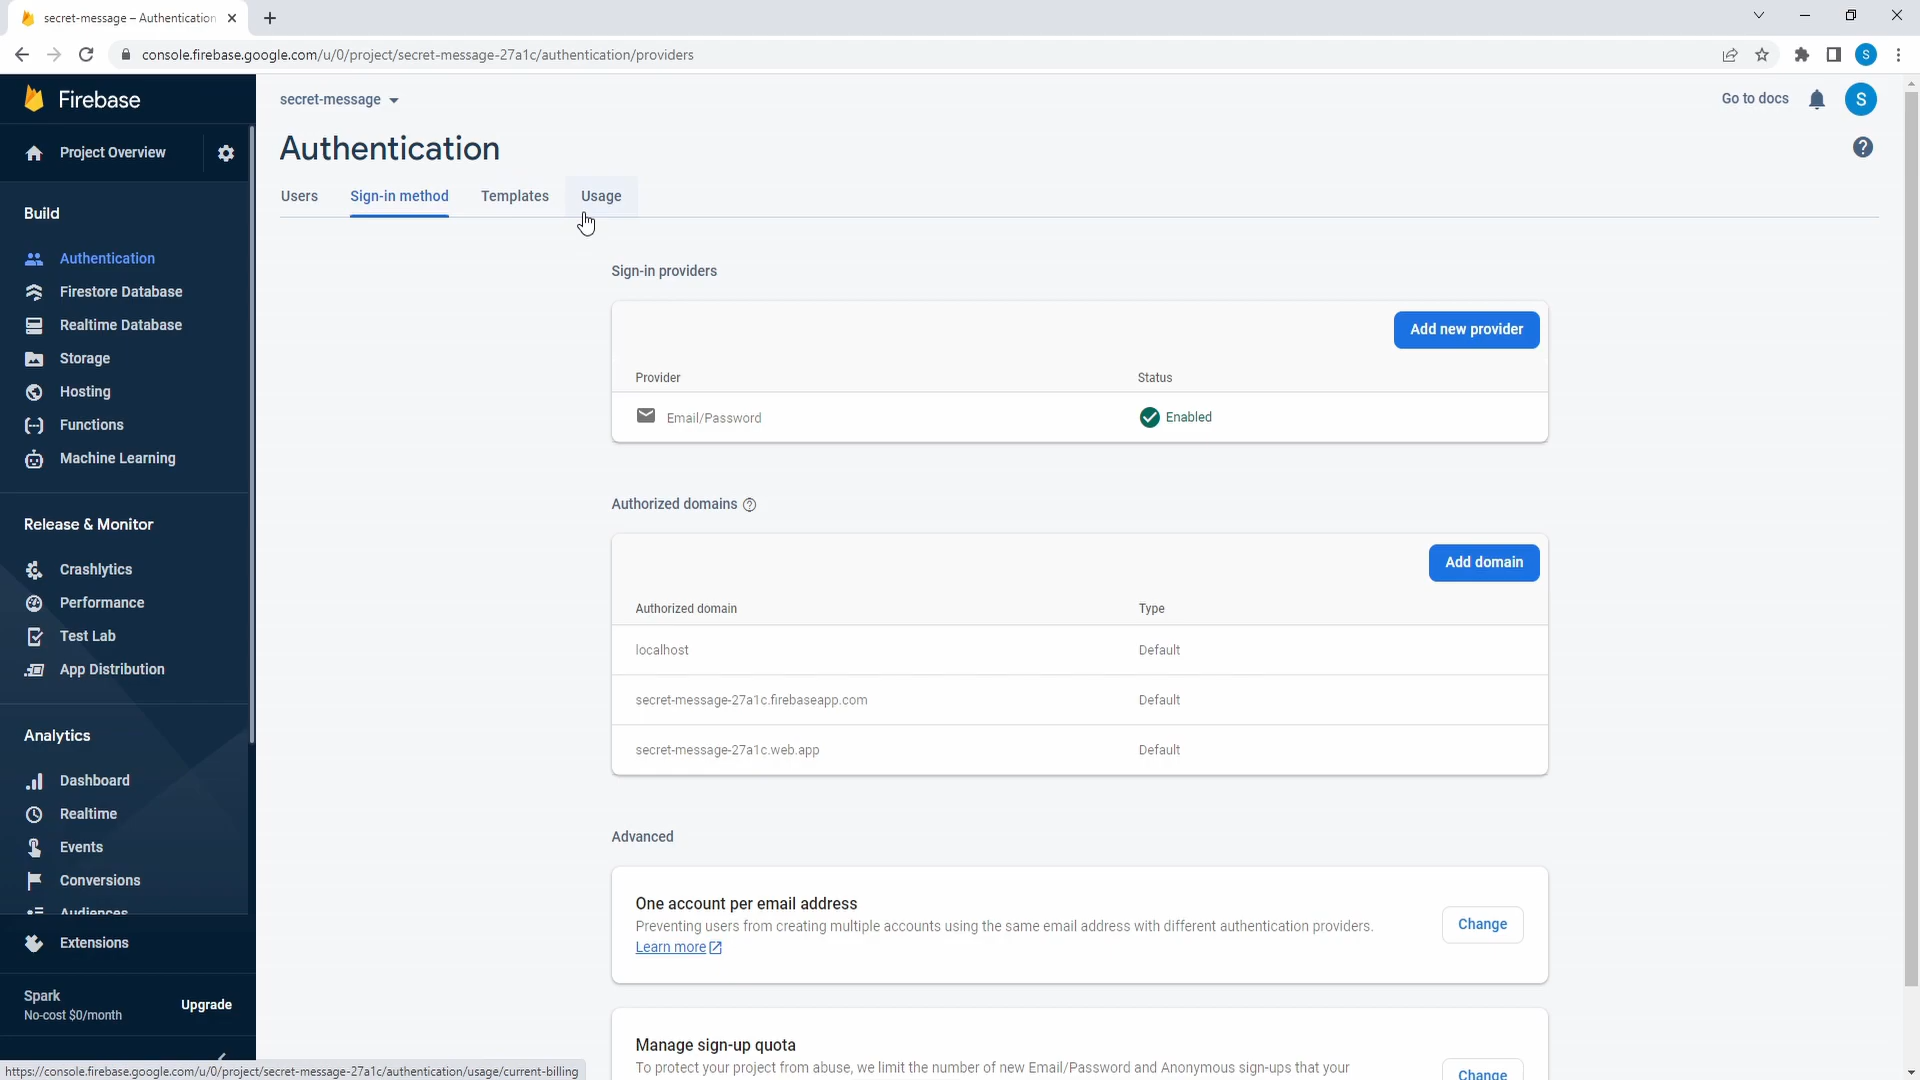 secret-message – Authentication
console.firebase.google.com/u/0/project/secret-message-27a1c/authentication/providers
S
Firebase
secret-message
Go to docs
S
Project Overview
Authentication
?
Users
Sign-in method
Templates
Usage
Build
Authentication
Firestore Database
Realtime Database
Storage
Hosting
Functions
Machine Learning
Sign-in providers
Add new provider
Provider
Status
Email/Password
Enabled
Authorized domains
Add domain
Authorized domain
Type
localhost
Default
secret-message-27a1c.firebaseapp.com
Default
secret-message-27a1c.web.app
Default
Release & Monitor
Crashlytics
Performance
Test Lab
App Distribution
Analytics
Dashboard
Realtime
Events
Conversions
Audiences
Extensions
Spark
No-cost $0/month
Upgrade
Advanced
One account per email address
Preventing users from creating multiple accounts using the same email address with different authentication providers.
Learn more
Change
Manage sign-up quota
To protect your project from abuse, we limit the number of new Email/Password and Anonymous sign-ups that your
Change
https://console.firebase.google.com/u/0/project/secret-message-27a1c/authentication/usage/current-billing